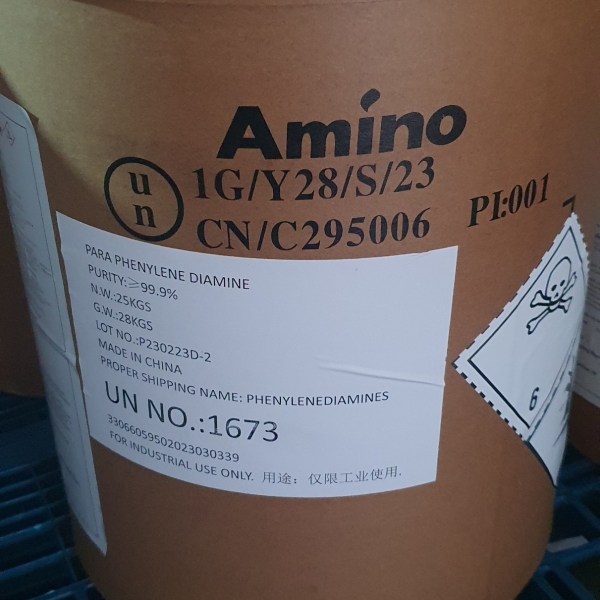 Amino
un
1G/Y28/S/23
CN/C295006
PI:001
PARA PHENYLENE DIAMINE
PURITY:≥99.9%
N.W.:25KGS
G.W.:28KGS
LOT NO.:P230223D-2
MADE IN CHINA
PROPER SHIPPING NAME: PHENYLENEDIAMINES
UN NO.:1673
33066059502023030339
FOR INDUSTRIAL USE ONLY. 用途：仅限工业使用.
6